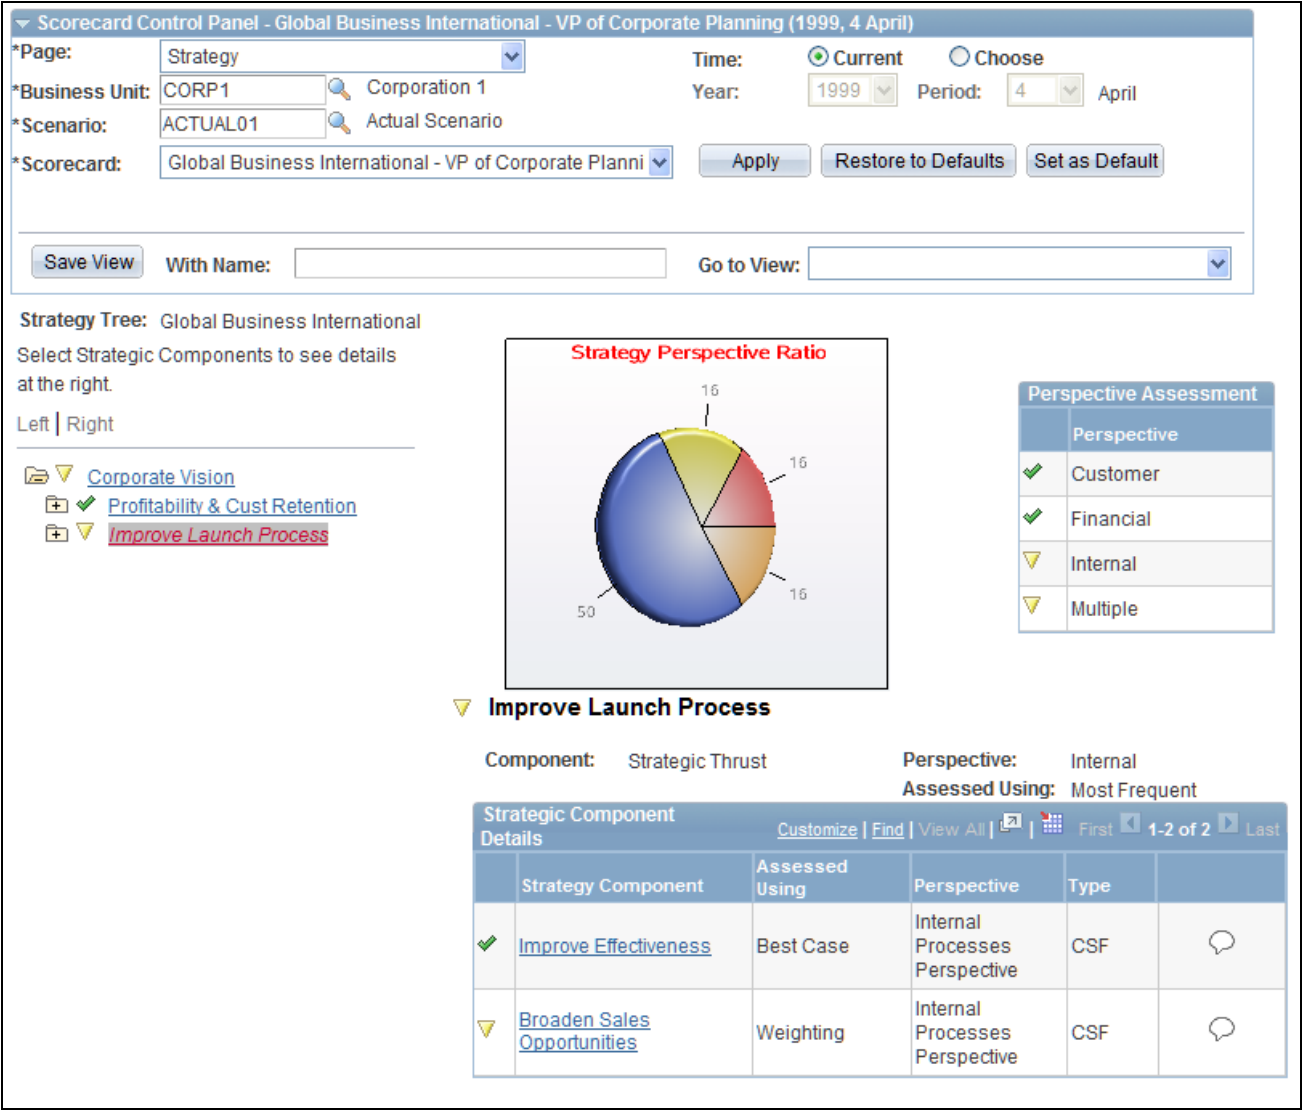 Scorecard Control Panel - Global Business International - VP of Corporate Planning (1999, 4 April)
*Page: Strategy Time: Current Choose
*Business Unit: CORP1 Corporation 1 Year: 1999 Period: 4 April
*Scenario: ACTUAL01 Actual Scenario
*Scorecard: Global Business International - VP of Corporate Planni Apply Restore to Defaults Set as Default
Save View With Name: Go to View:
Strategy Tree: Global Business International
Select Strategic Components to see details
at the right.
Left | Right
Corporate Vision
Profitability & Cust Retention
Improve Launch Process
Strategy Perspective Ratio
16
16
16
50
Perspective Assessment
Perspective
Customer
Financial
Internal
Multiple
Improve Launch Process
Component: Strategic Thrust Perspective: Internal
Assessed Using: Most Frequent
Strategic Component
Details
Customize | Find | View All | | First 1-2 of 2 Last
Strategy Component
Assessed
Using
Perspective
Type
Improve Effectiveness
Best Case
Internal
Processes
Perspective
CSF
Broaden Sales
Opportunities
Weighting
Internal
Processes
Perspective
CSF